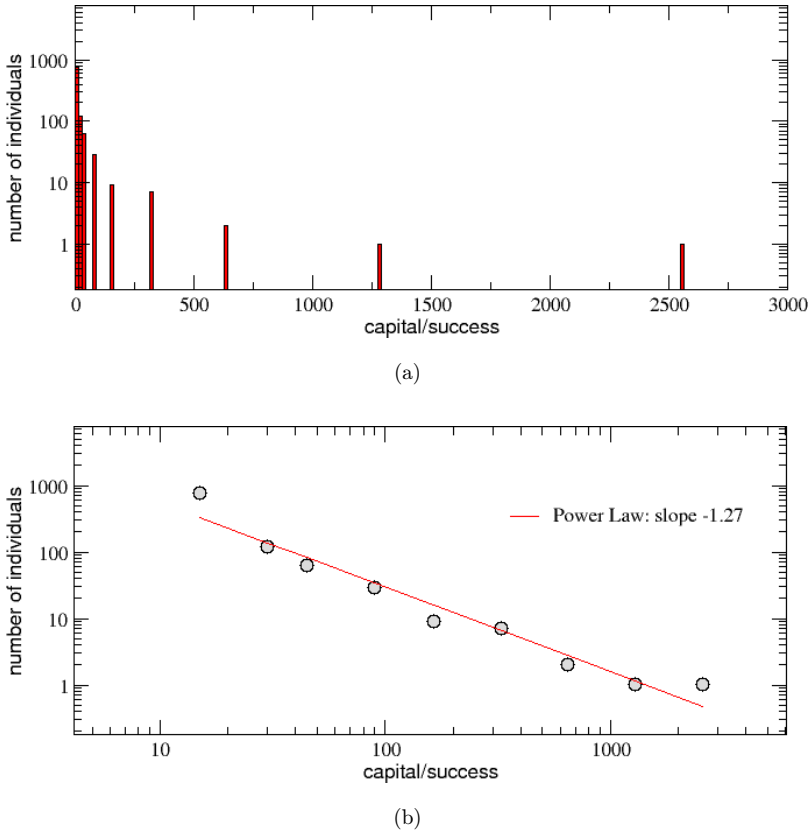 number of individuals
1000
100
10
1
0
500
1000
1500
2000
2500
3000
capital/success
(a)
number of individuals
1000
100
10
1
Power Law: slope -1.27
10
100
1000
capital/success
(b)